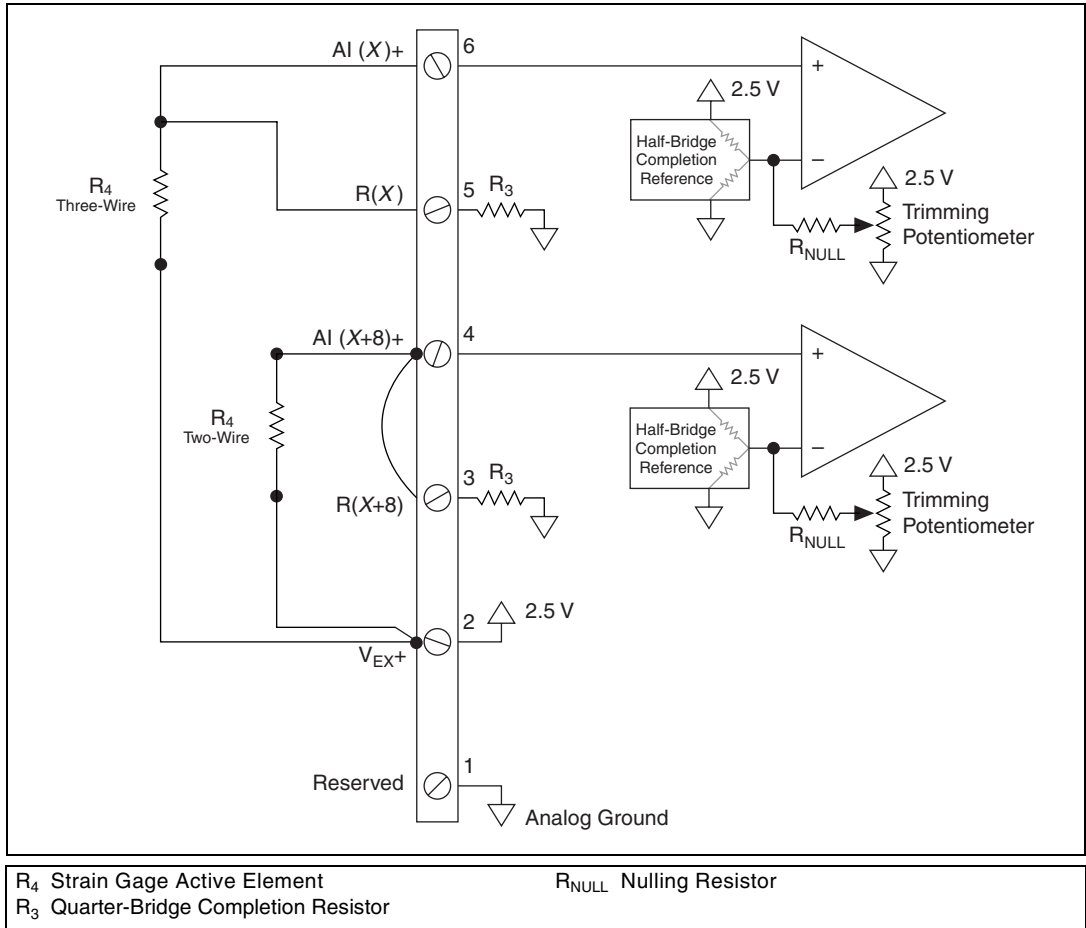 AI (X)+
6
+
2.5 V
Half-Bridge
Completion
Reference
–
2.5 V
Trimming
Potentiometer
R4
Three-Wire
R(X)
5
R3
RNULL
AI (X+8)+
4
+
2.5 V
Half-Bridge
Completion
Reference
–
2.5 V
Trimming
Potentiometer
R4
Two-Wire
R(X+8)
3
R3
RNULL
2
2.5 V
VEX+
Reserved
1
Analog Ground
R4 Strain Gage Active Element
RNULL Nulling Resistor
R3 Quarter-Bridge Completion Resistor